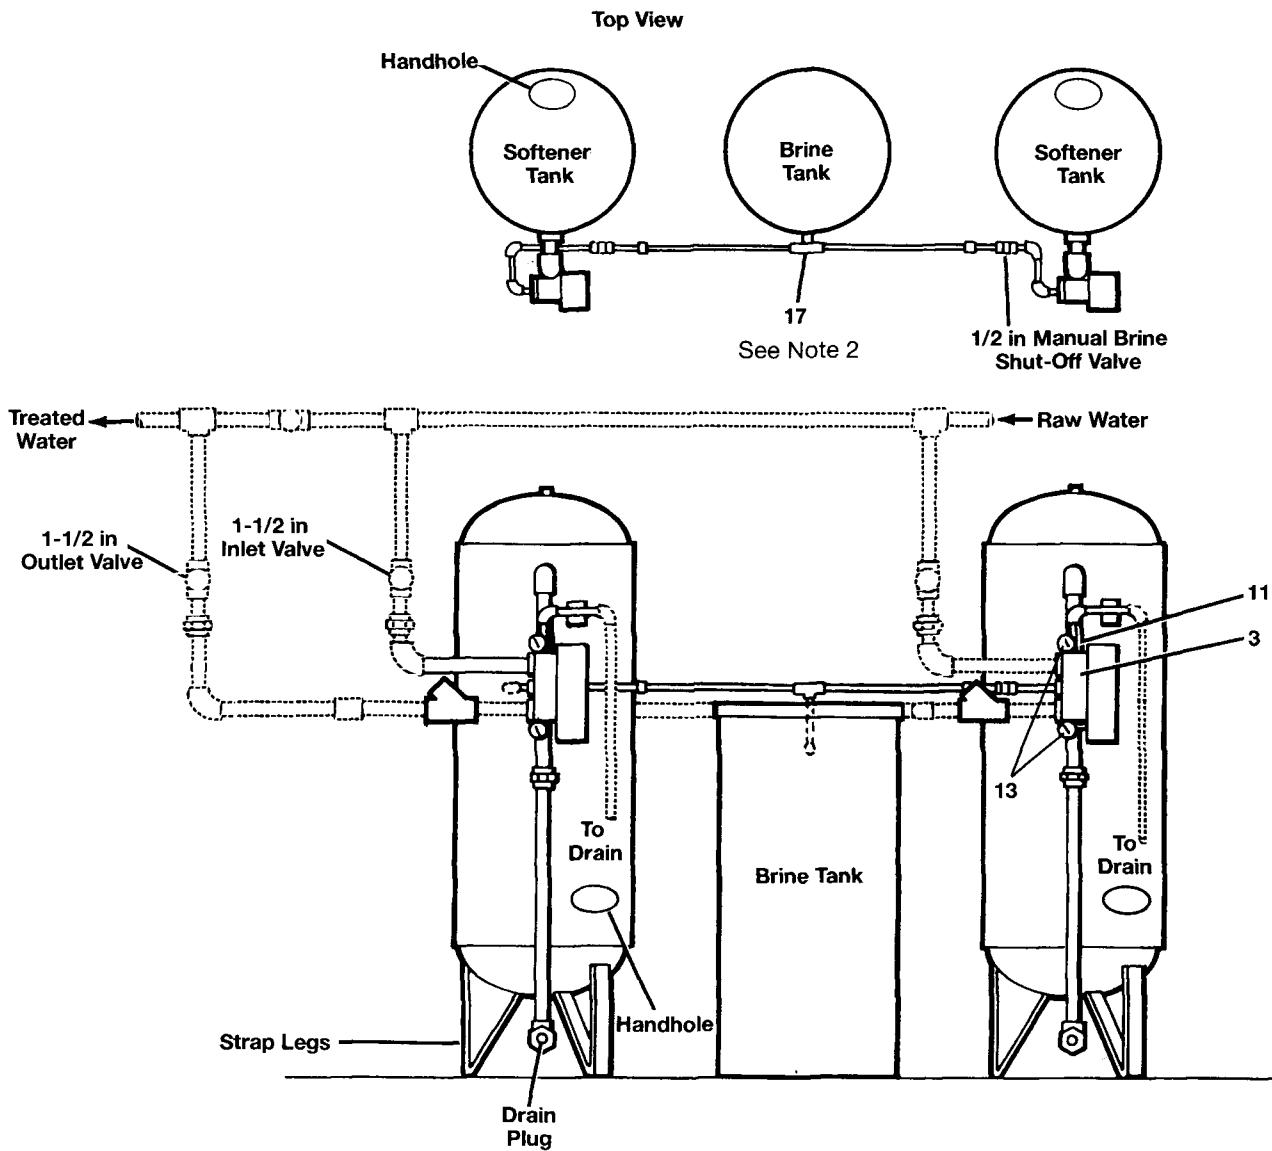 Top View
Handhole
Softener
Tank
Brine
Tank
Softener
Tank
17
See Note 2
1/2 in Manual Brine
Shut-Off Valve
Treated
Water
Raw Water
1-1/2 in
Outlet Valve
1-1/2 in
Inlet Valve
11
3
13
To
Drain
To
Drain
Brine Tank
Handhole
Strap Legs
Drain
Plug